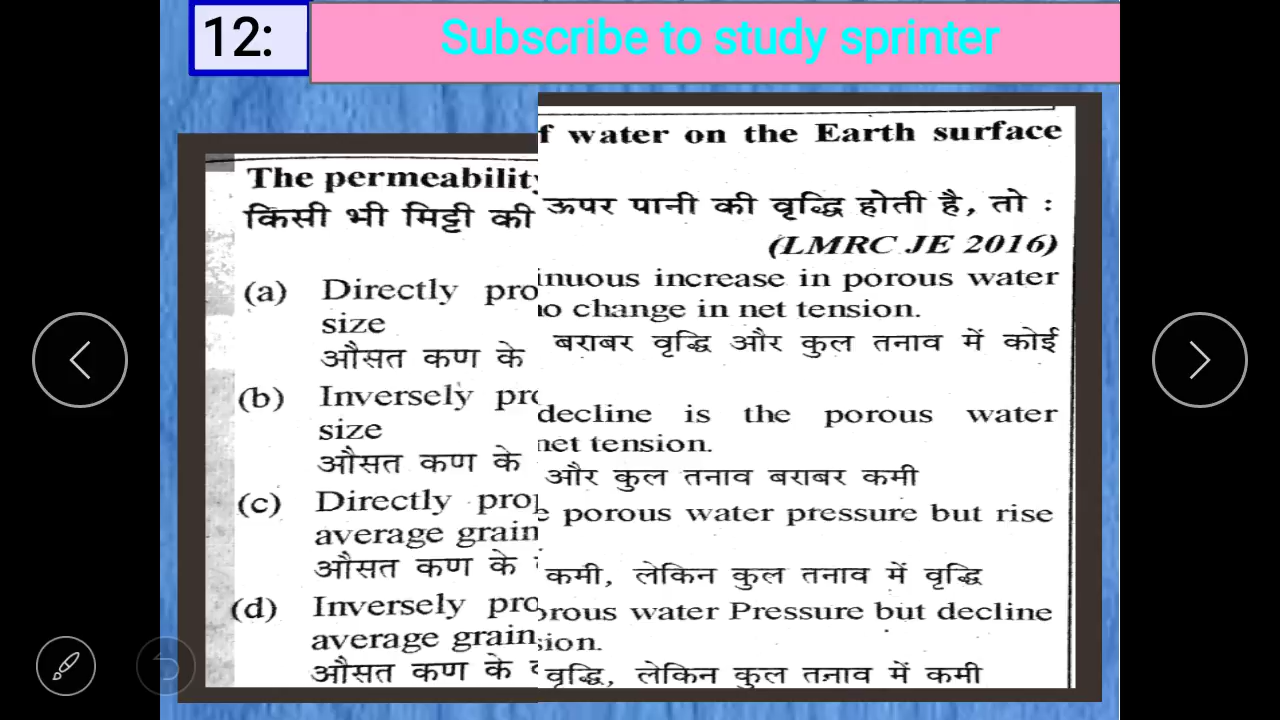 12:
Subscribe to study sprinter
The permeability
किसी भी मिट्टी की
(a) Directly pro
size
औसत कण के
(b) Inversely pro
size
औसत कण के
(c) Directly prop
average grain
औसत कण के
(d) Inversely pro
average grain
औसत कण के
f water on the Earth surface
ऊपर पानी की वृद्धि होती है, तो :
(LMRC JE 2016)
inuous increase in porous water
no change in net tension.
बराबर वृद्धि और कुल तनाव में कोई
decline is the porous water
net tension.
और कुल तनाव बराबर कमी
e porous water pressure but rise
कमी, लेकिन कुल तनाव में वृद्धि
orous water Pressure but decline
sion.
वृद्धि, लेकिन कुल तनाव में कमी